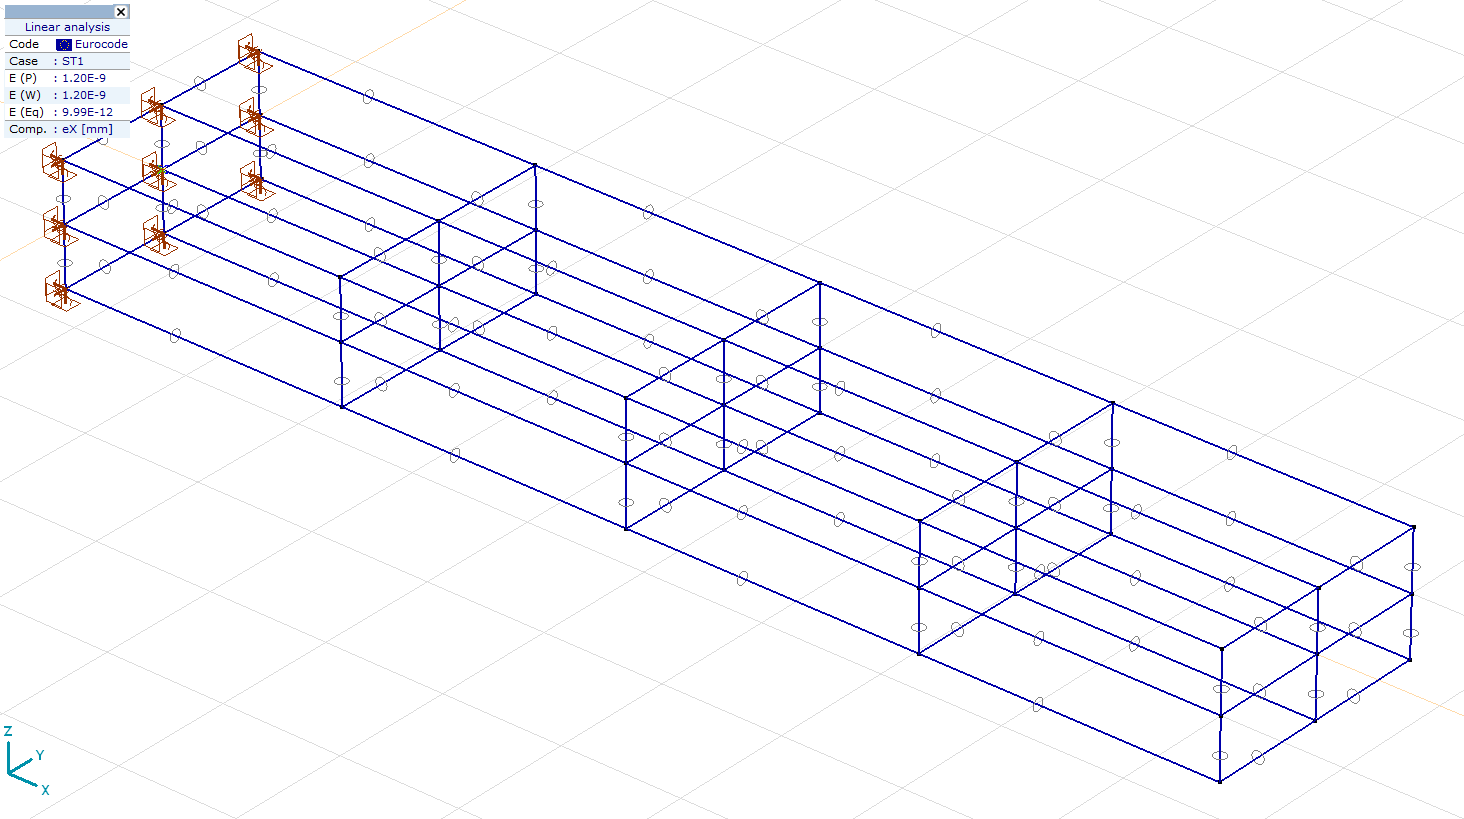 Linear analysis
Code Eurocode
Case : ST1
E (P) : 1.20E-9
E (W) : 1.20E-9
E (Eq) : 9.99E-12
Comp. : eX [mm]
Z
Y
X